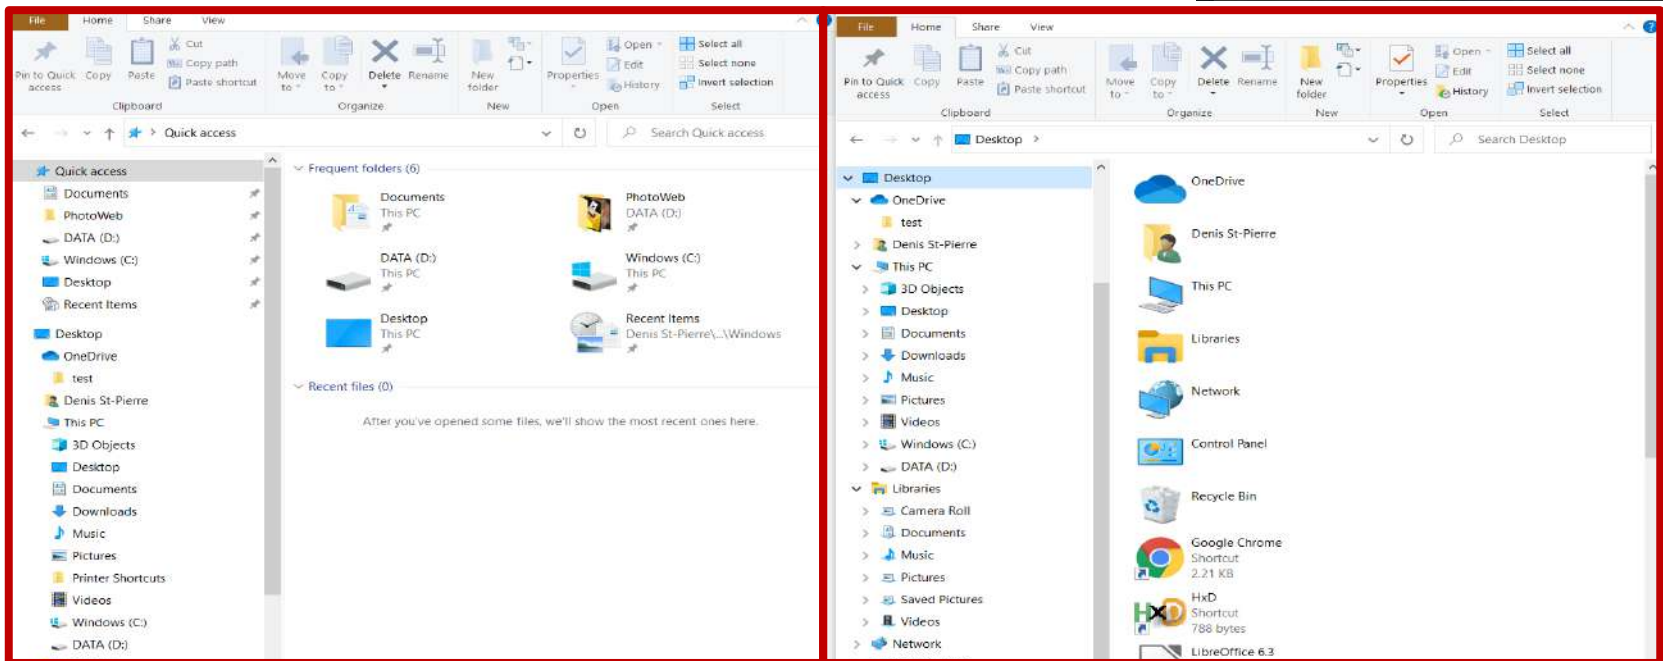 File Home Share View
Pin to Quick access
Copy
Paste
Cut
Copy path
Paste shortcut
Clipboard
Move to
Copy to
Delete
Rename
Organize
New folder
New
Properties
Open
Edit
History
Open
Select all
Select none
Invert selection
Select
Quick access
Search Quick access
Quick access
Documents
PhotoWeb
DATA (D:)
Windows (C:)
Desktop
Recent Items
Desktop
OneDrive
test
Denis St-Pierre
This PC
3D Objects
Desktop
Documents
Downloads
Music
Pictures
Printer Shortcuts
Videos
Windows (C:)
DATA (D:)
Frequent folders (6)
Documents
This PC
PhotoWeb
DATA (D:)
DATA (D:)
This PC
Windows (C:)
This PC
Desktop
This PC
Recent Items
Denis St-Pierre\...\Windows
Recent files (0)
After you've opened some files, we'll show the most recent ones here.
File Home Share View
Pin to Quick access
Copy
Paste
Cut
Copy path
Paste shortcut
Clipboard
Move to
Copy to
Delete
Rename
Organize
New folder
New
Properties
Open
Edit
History
Open
Select all
Select none
Invert selection
Select
Desktop
Search Desktop
Desktop
OneDrive
test
Denis St-Pierre
This PC
3D Objects
Desktop
Documents
Downloads
Music
Pictures
Videos
Windows (C:)
DATA (D:)
Libraries
Camera Roll
Documents
Music
Pictures
Saved Pictures
Videos
Network
OneDrive
Denis St-Pierre
This PC
Libraries
Network
Control Panel
Recycle Bin
Google Chrome
Shortcut
2.21 KB
HxD
Shortcut
788 bytes
LibreOffice 6.3